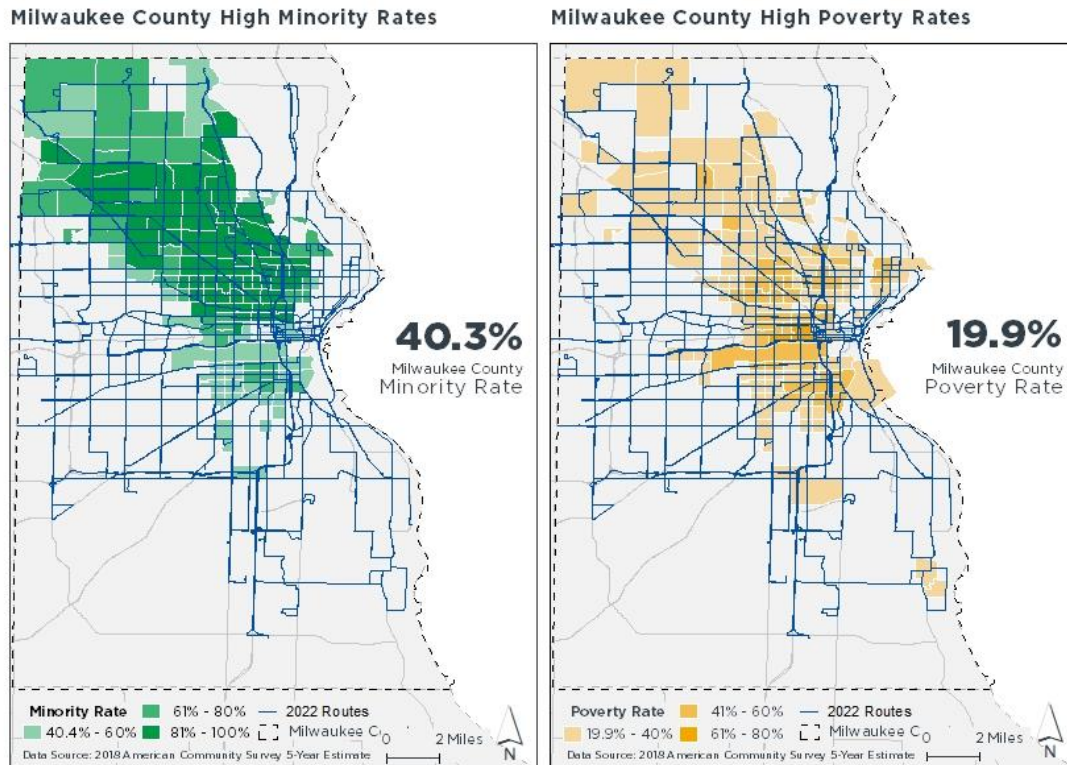 Milwaukee County High Minority Rates
40.3%
Milwaukee County
Minority Rate
Minority Rate
40.4% - 60%
61% - 80%
81% - 100%
2022 Routes
Milwaukee C
0 2 Miles
N
Data Source: 2018 American Community Survey 5-Year Estimate
Milwaukee County High Poverty Rates
19.9%
Milwaukee County
Poverty Rate
Poverty Rate
19.9% - 40%
41% - 60%
61% - 80%
2022 Routes
Milwaukee C
0 2 Miles
N
Data Source: 2018 American Community Survey 5-Year Estimate